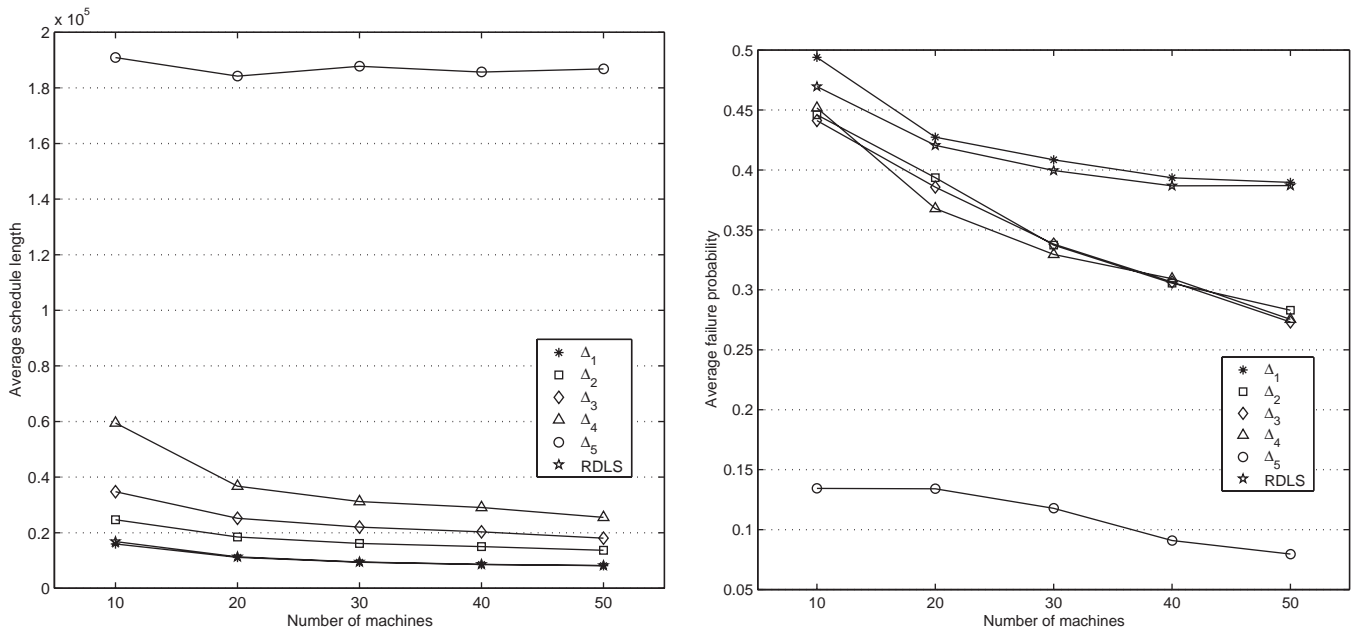 x 10⁵
2
1.8
1.6
1.4
1.2
1
0.8
0.6
0.4
0.2
0
10 20 30 40 50
Number of machines
Average schedule length
Δ₁
Δ₂
Δ₃
Δ₄
Δ₅
RDLS
0.5
0.45
0.4
0.35
0.3
0.25
0.2
0.15
0.1
0.05
10 20 30 40 50
Number of machines
Average failure probability
Δ₁
Δ₂
Δ₃
Δ₄
Δ₅
RDLS